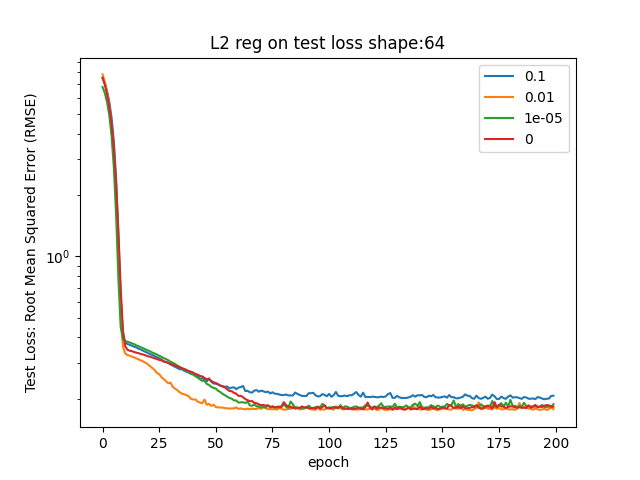 L2 reg on test loss shape:64
Test Loss: Root Mean Squared Error (RMSE)
10⁰
0.1
0.01
1e-05
0
0 25 50 75 100 125 150 175 200
epoch